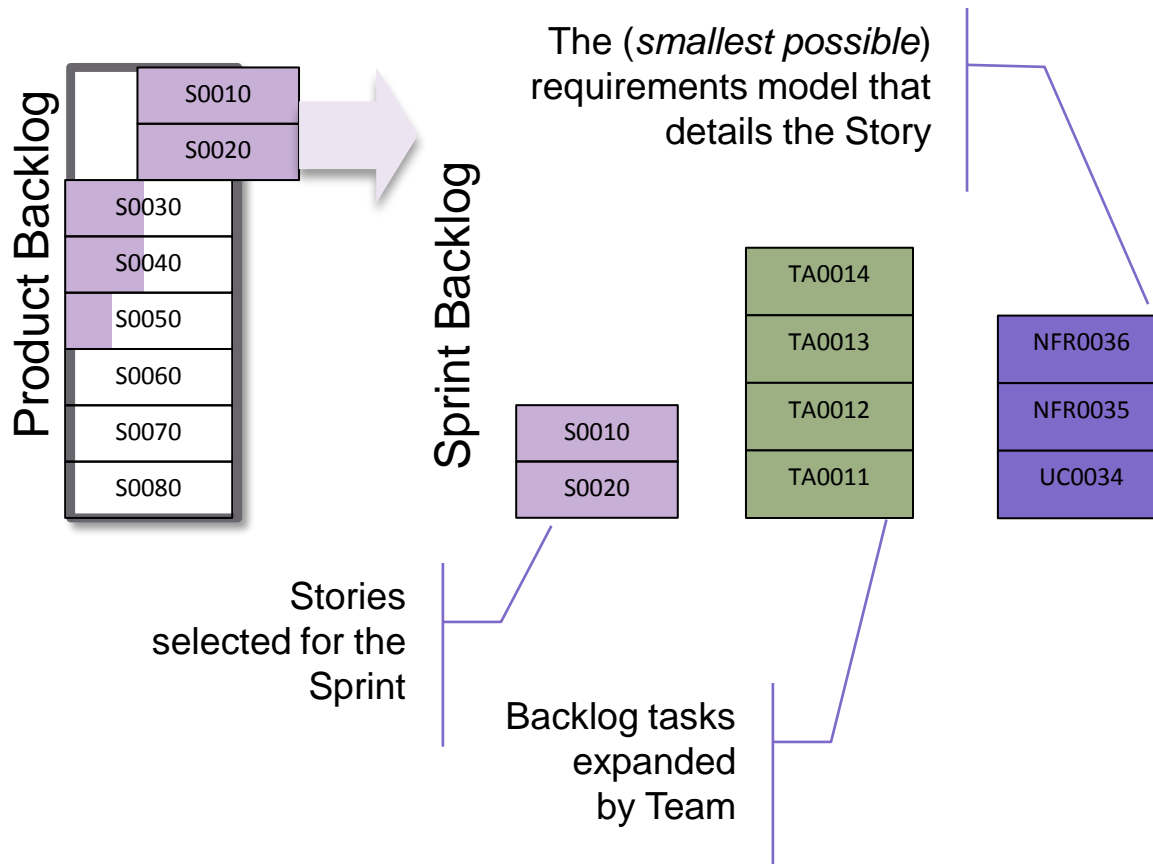 Product Backlog
S0010
S0020
S0030
S0040
S0050
S0060
S0070
S0080
Sprint Backlog
S0010
S0020
Stories
selected for the
Sprint
TA0014
TA0013
TA0012
TA0011
Backlog tasks
expanded
by Team
The (smallest possible)
requirements model that
details the Story
NFR0036
NFR0035
UC0034